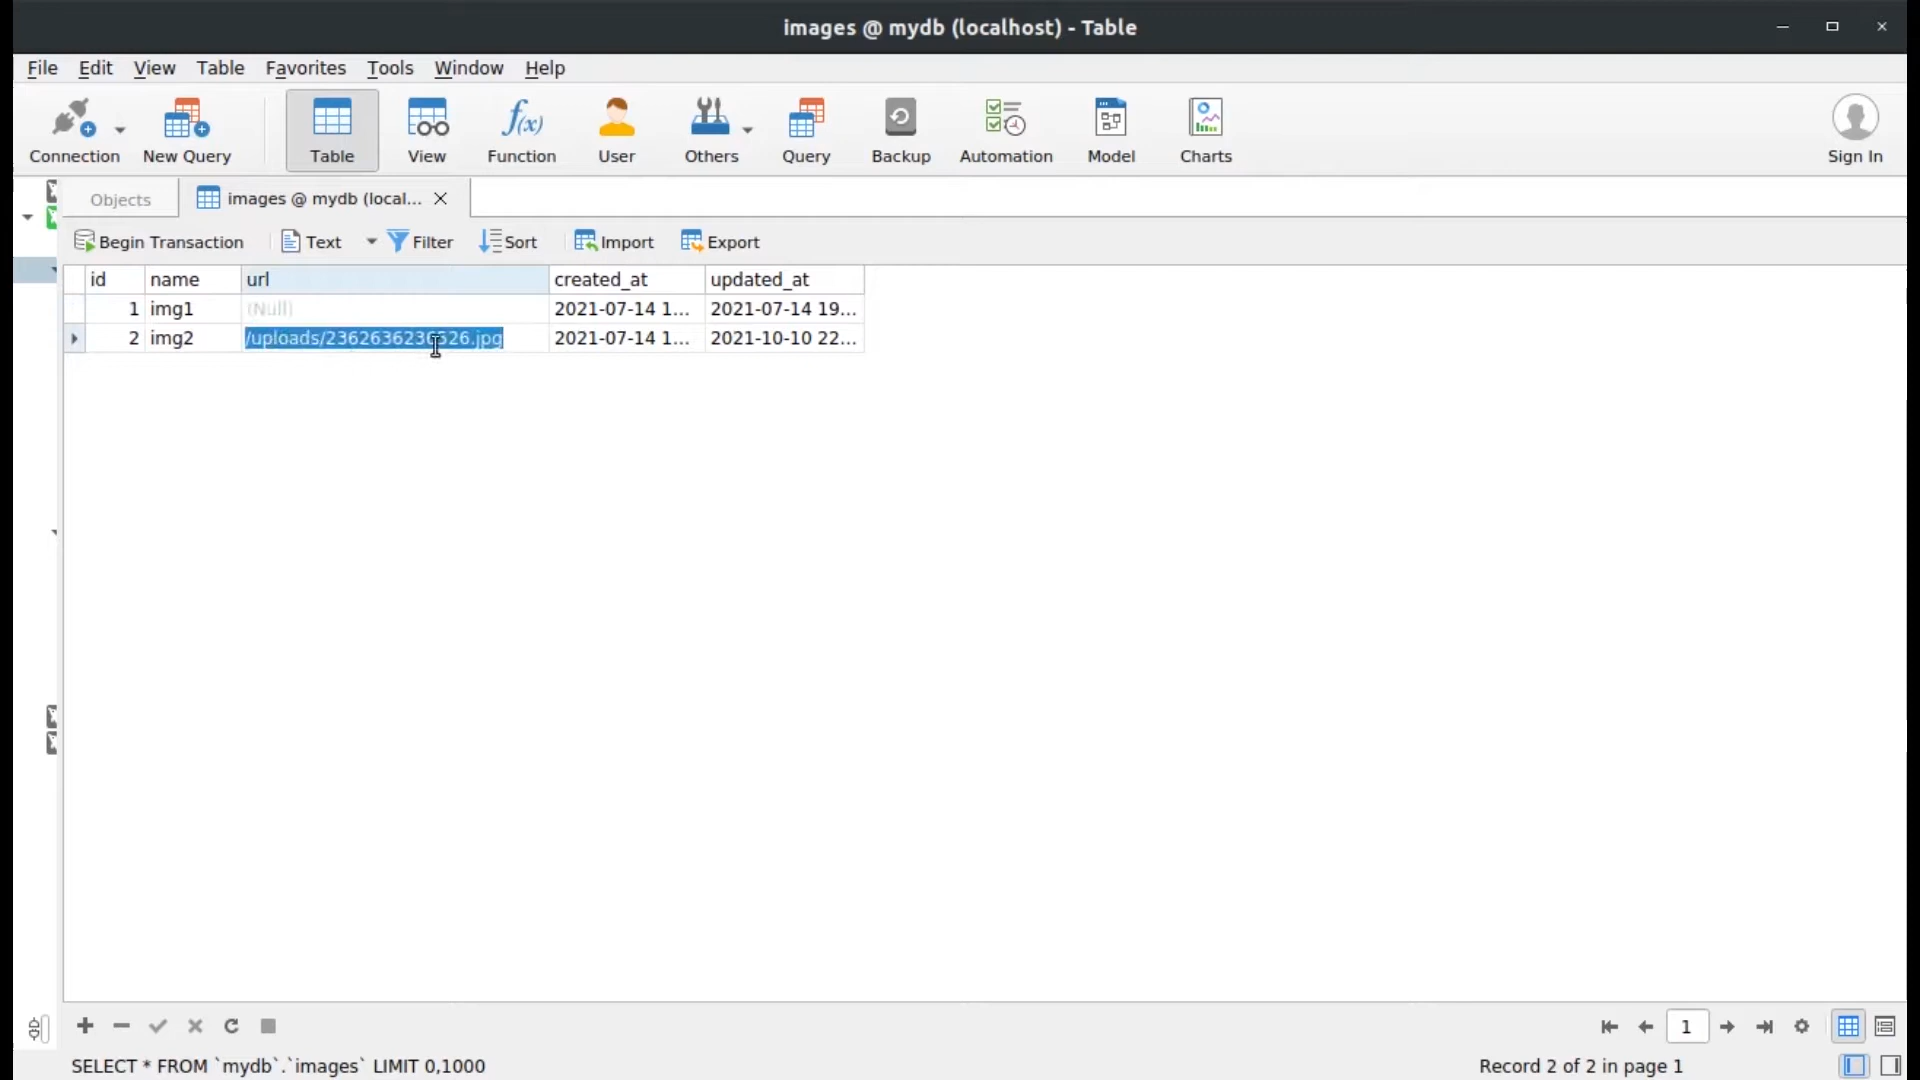 images @ mydb (localhost) - Table
File Edit View Table Favorites Tools Window Help
Connection New Query Table View Function User Others Query Backup Automation Model Charts Sign In
Objects images @ mydb (local...
Begin Transaction Text Filter Sort Import Export
id name url created_at updated_at
1 img1 (Null) 2021-07-14 1... 2021-07-14 19...
2 img2 2021-07-14 1... 2021-10-10 22...
1
SELECT * FROM `mydb`.`images` LIMIT 0,1000 Record 2 of 2 in page 1